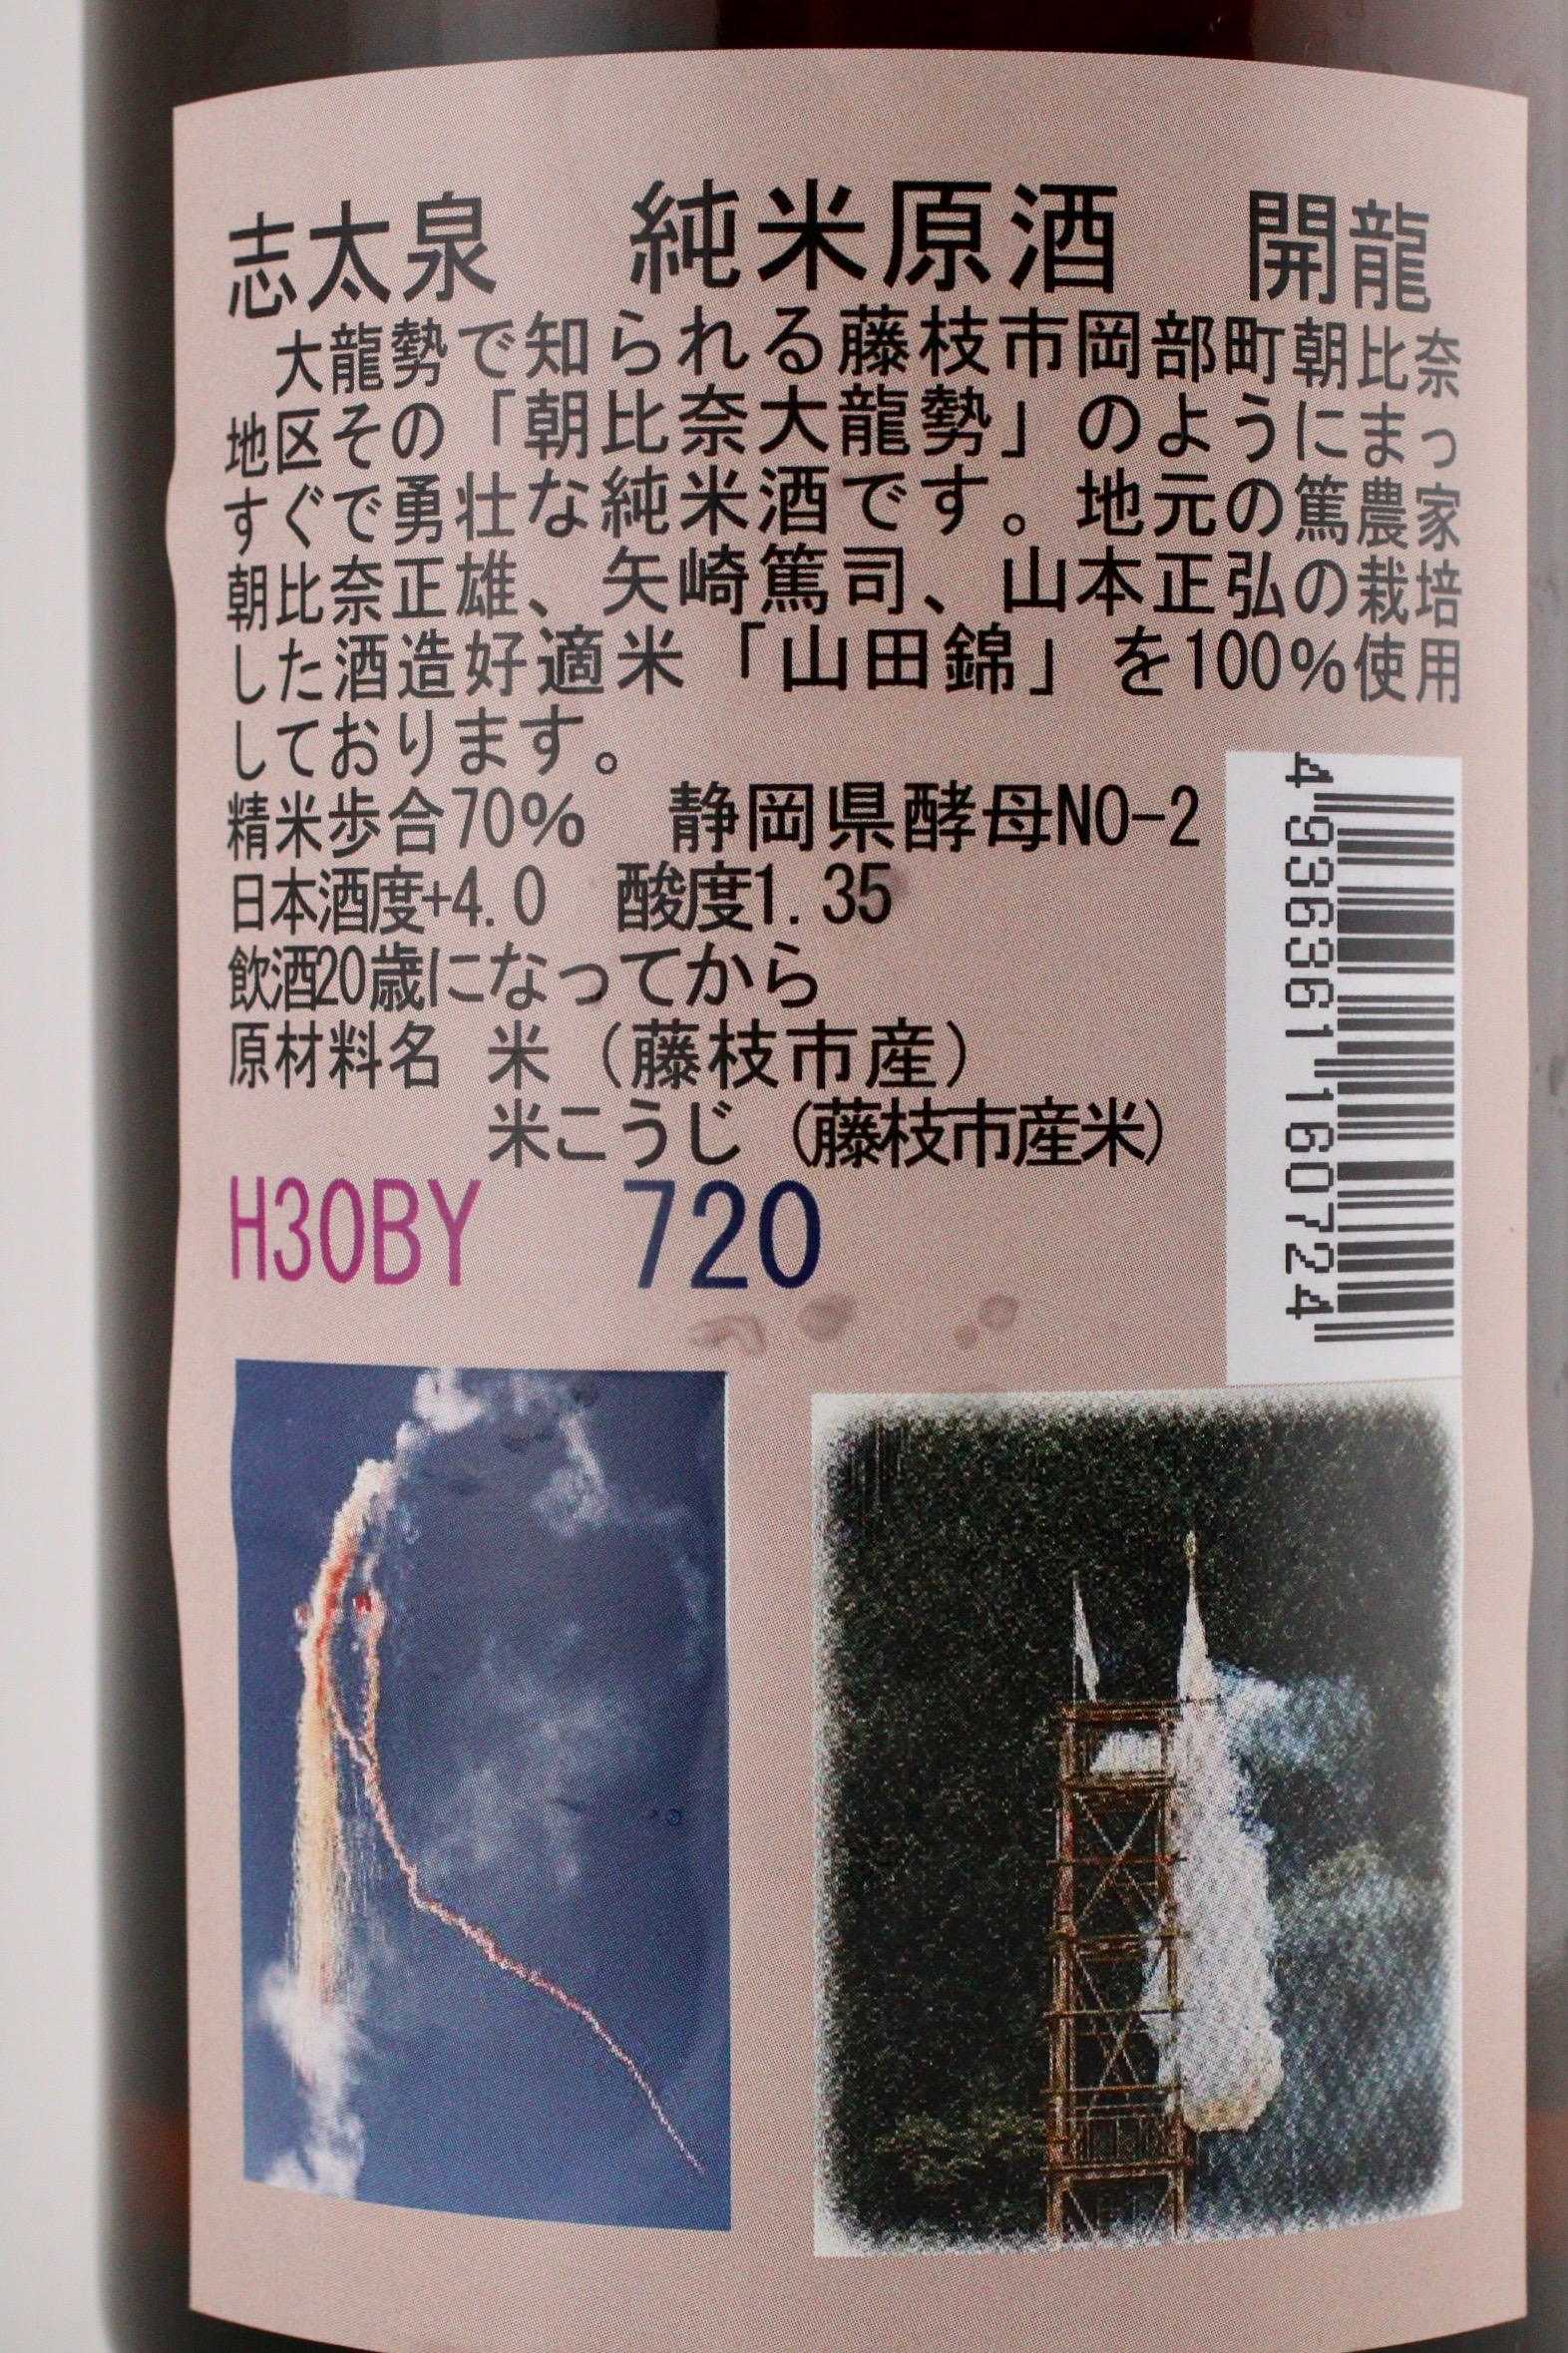 志太泉　純米原酒　開龍
大龍勢で知られる藤枝市岡部町朝比奈
地区その「朝比奈大龍勢」のようにまっ
すぐで勇壮な純米酒です。地元の篤農家
朝比奈正雄、矢崎篤司、山本正弘の栽培
した酒造好適米「山田錦」を100%使用
しております。
精米歩合70%　静岡県酵母NO-2
日本酒度+4.0　酸度1.35
飲酒20歳になってから
原材料名　米（藤枝市産）
米こうじ（藤枝市産米）
H30BY　720
4 936361 160724